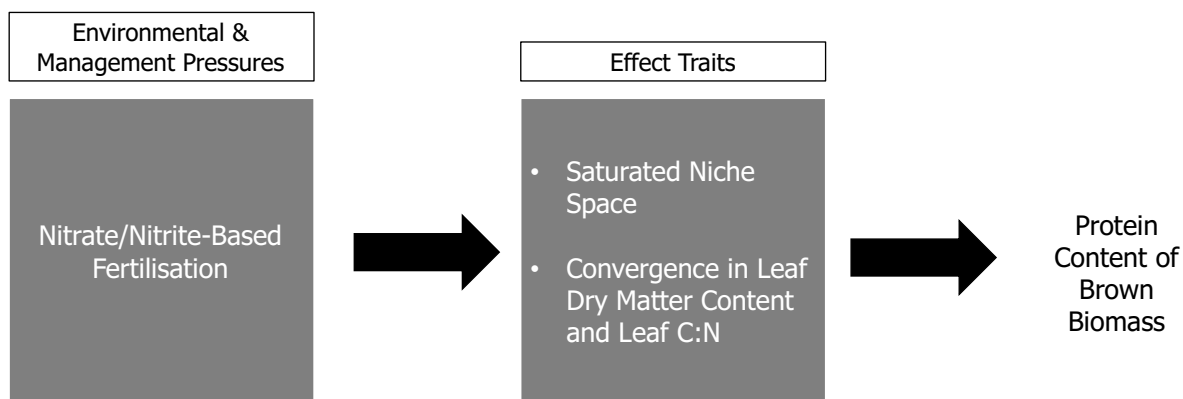 Environmental &
Management Pressures
Effect Traits
Nitrate/Nitrite-Based
Fertilisation
• Saturated Niche
Space
• Convergence in Leaf
Dry Matter Content
and Leaf C:N
Protein
Content of
Brown
Biomass